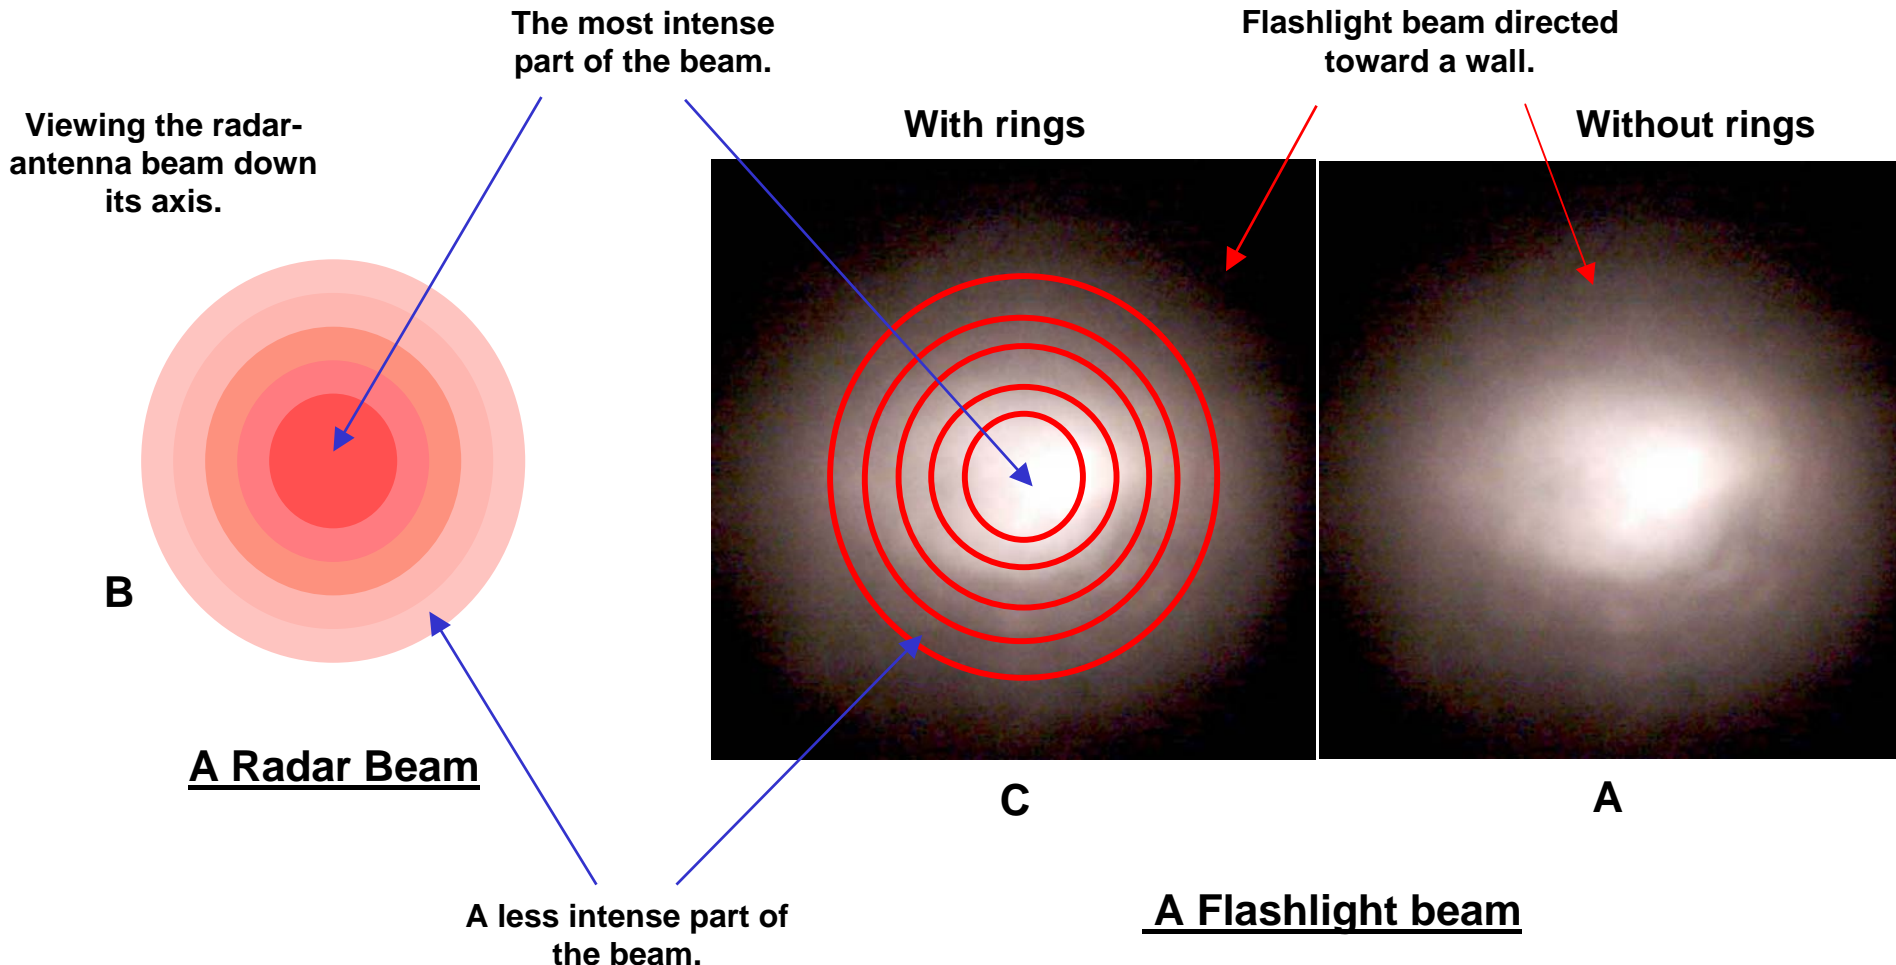 The most intense
part of the beam.
Flashlight beam directed
toward a wall.
Viewing the radar-
antenna beam down
its axis.
With rings
Without rings
B
A Radar Beam
C
A
A less intense part of
the beam.
A Flashlight beam